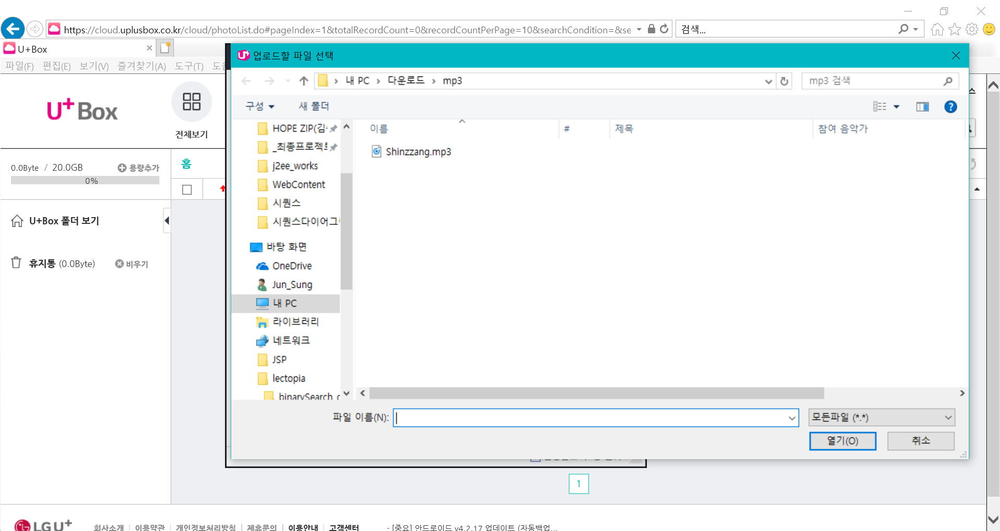 https://cloud.uplusbox.co.kr/cloud/photoList.do#pageIndex=1&totalRecordCount=0&recordCountPerPage=10&searchCondition=&se
검색...
U+Box
파일(F) 편집(E) 보기(V) 즐겨찾기(A) 도구(T)
U+ 업로드할 파일 선택
내 PC › 다운로드 › mp3
mp3 검색
구성
새 폴더
U+ Box
전체보기
0.0Byte / 20.0GB
용량추가
0%
홈
U+Box 폴더 보기
휴지통 (0.0Byte)
비우기
HOPE ZIP(김
_최종프로젝트
j2ee_works
WebContent
시퀀스
시퀀스다이어그
바탕 화면
OneDrive
Jun_Sung
내 PC
라이브러리
네트워크
JSP
lectopia
binarySearch_
이름
#
제목
참여 음악가
Shinzzang.mp3
파일 이름(N):
모든파일 (*.*)
열기(O)
취소
1
LG U+
회사소개 | 이용약관 | 개인정보처리방침 | 제휴문의 | 이용안내 | 고객센터
- [중요] 안드로이드 v4.2.17 업데이트 (자동백업...